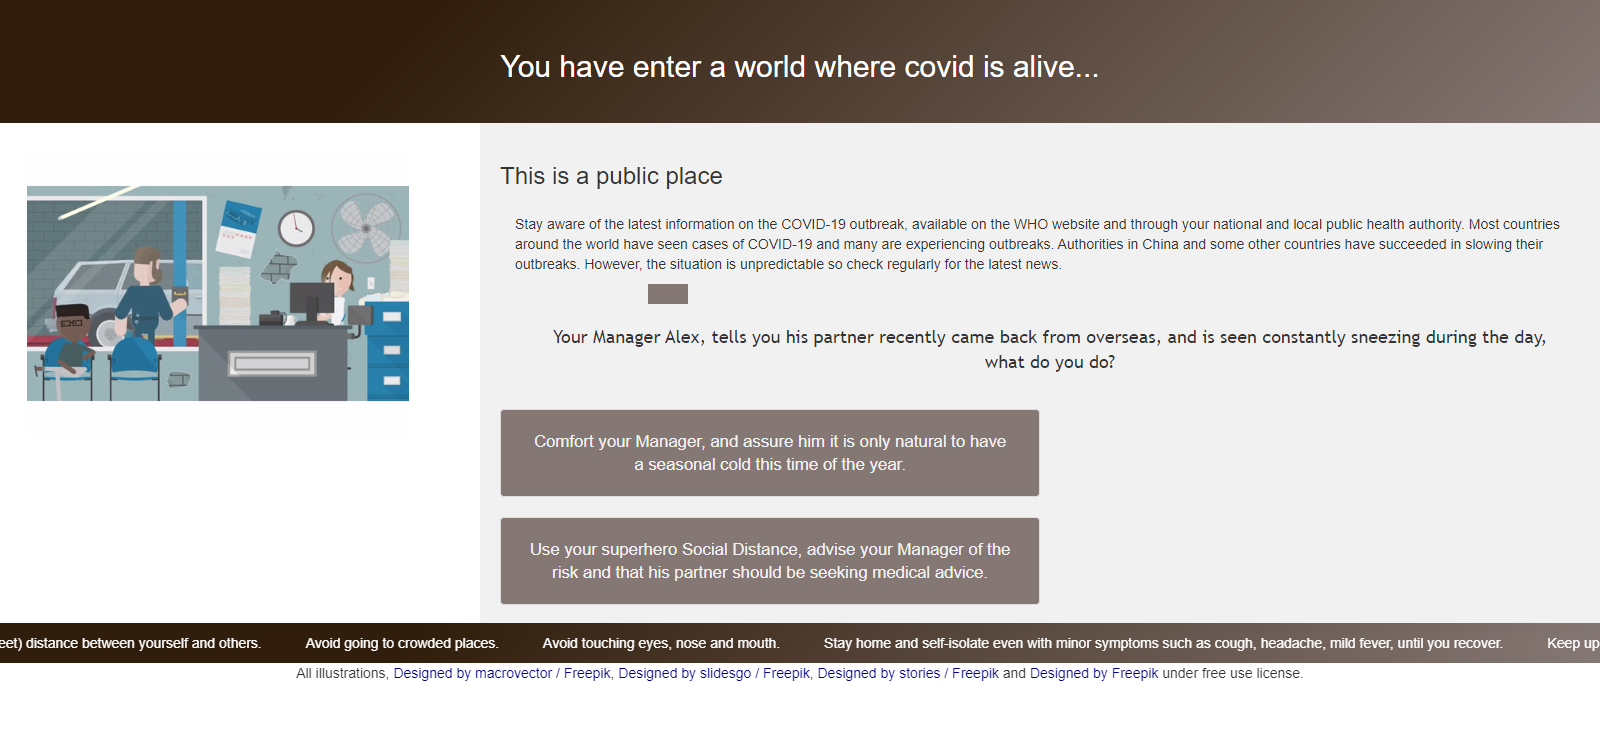 You have enter a world where covid is alive...
This is a public place
Stay aware of the latest information on the COVID-19 outbreak, available on the WHO website and through your national and local public health authority. Most countries
around the world have seen cases of COVID-19 and many are experiencing outbreaks. Authorities in China and some other countries have succeeded in slowing their
outbreaks. However, the situation is unpredictable so check regularly for the latest news.
Your Manager Alex, tells you his partner recently came back from overseas, and is seen constantly sneezing during the day,
what do you do?
Comfort your Manager, and assure him it is only natural to have
a seasonal cold this time of the year.
Use your superhero Social Distance, advise your Manager of the
risk and that his partner should be seeking medical advice.
eet) distance between yourself and others. Avoid going to crowded places. Avoid touching eyes, nose and mouth. Stay home and self-isolate even with minor symptoms such as cough, headache, mild fever, until you recover. Keep up
All illustrations, Designed by macrovector / Freepik, Designed by slidesgo / Freepik, Designed by stories / Freepik and Designed by Freepik under free use license.